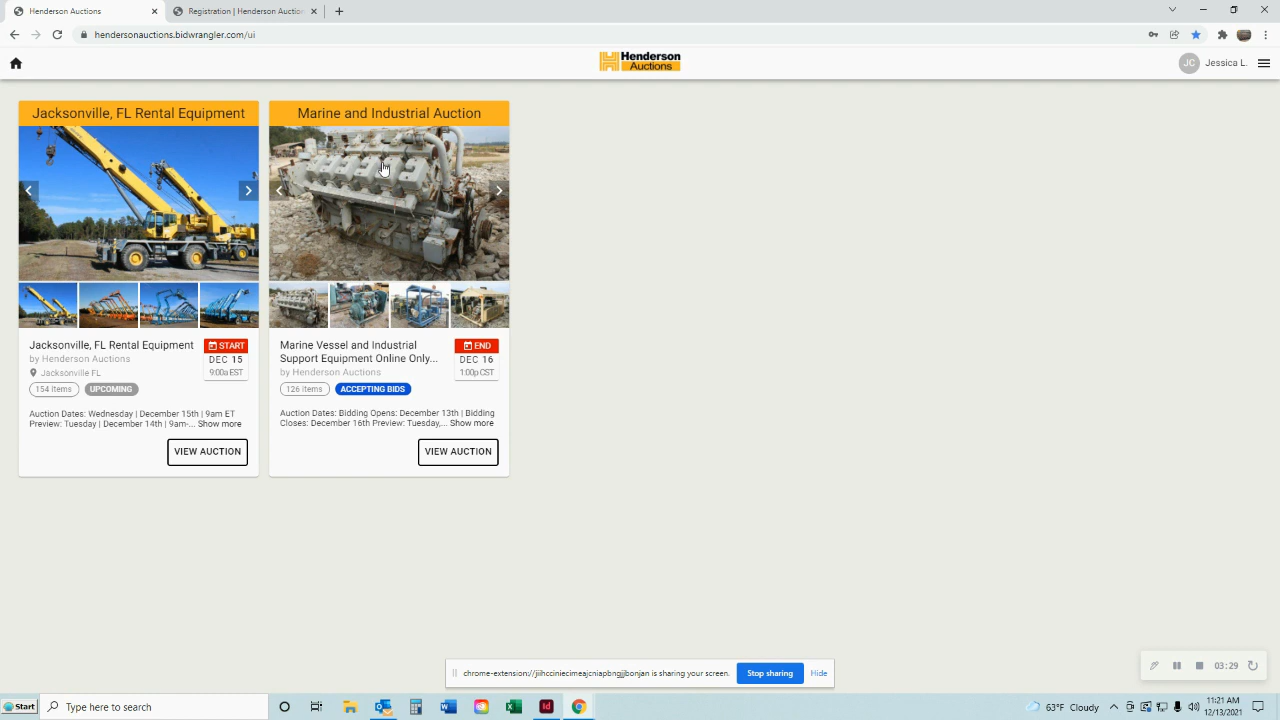 Henderson Auctions
Registration | Henderson Auction
hendersonauctions.bidwrangler.com/ui
Henderson
Auctions
JC
Jessica L.
Jacksonville, FL Rental Equipment
Jacksonville, FL Rental Equipment
START
by Henderson Auctions
DEC 15
Jacksonville FL
9:00a EST
154 items
UPCOMING
Auction Dates: Wednesday | December 15th | 9am ET
Preview: Tuesday | December 14th | 9am-... Show more
VIEW AUCTION
Marine and Industrial Auction
Marine Vessel and Industrial
END
Support Equipment Online Only...
DEC 16
by Henderson Auctions
1:00p CST
126 items
ACCEPTING BIDS
Auction Dates: Bidding Opens: December 13th | Bidding
Closes: December 16th Preview: Tuesday,... Show more
VIEW AUCTION
is sharing your screen.
Stop sharing
Hide
03:29
Start
Type here to search
63°F Cloudy
11:21 AM
12/13/2021